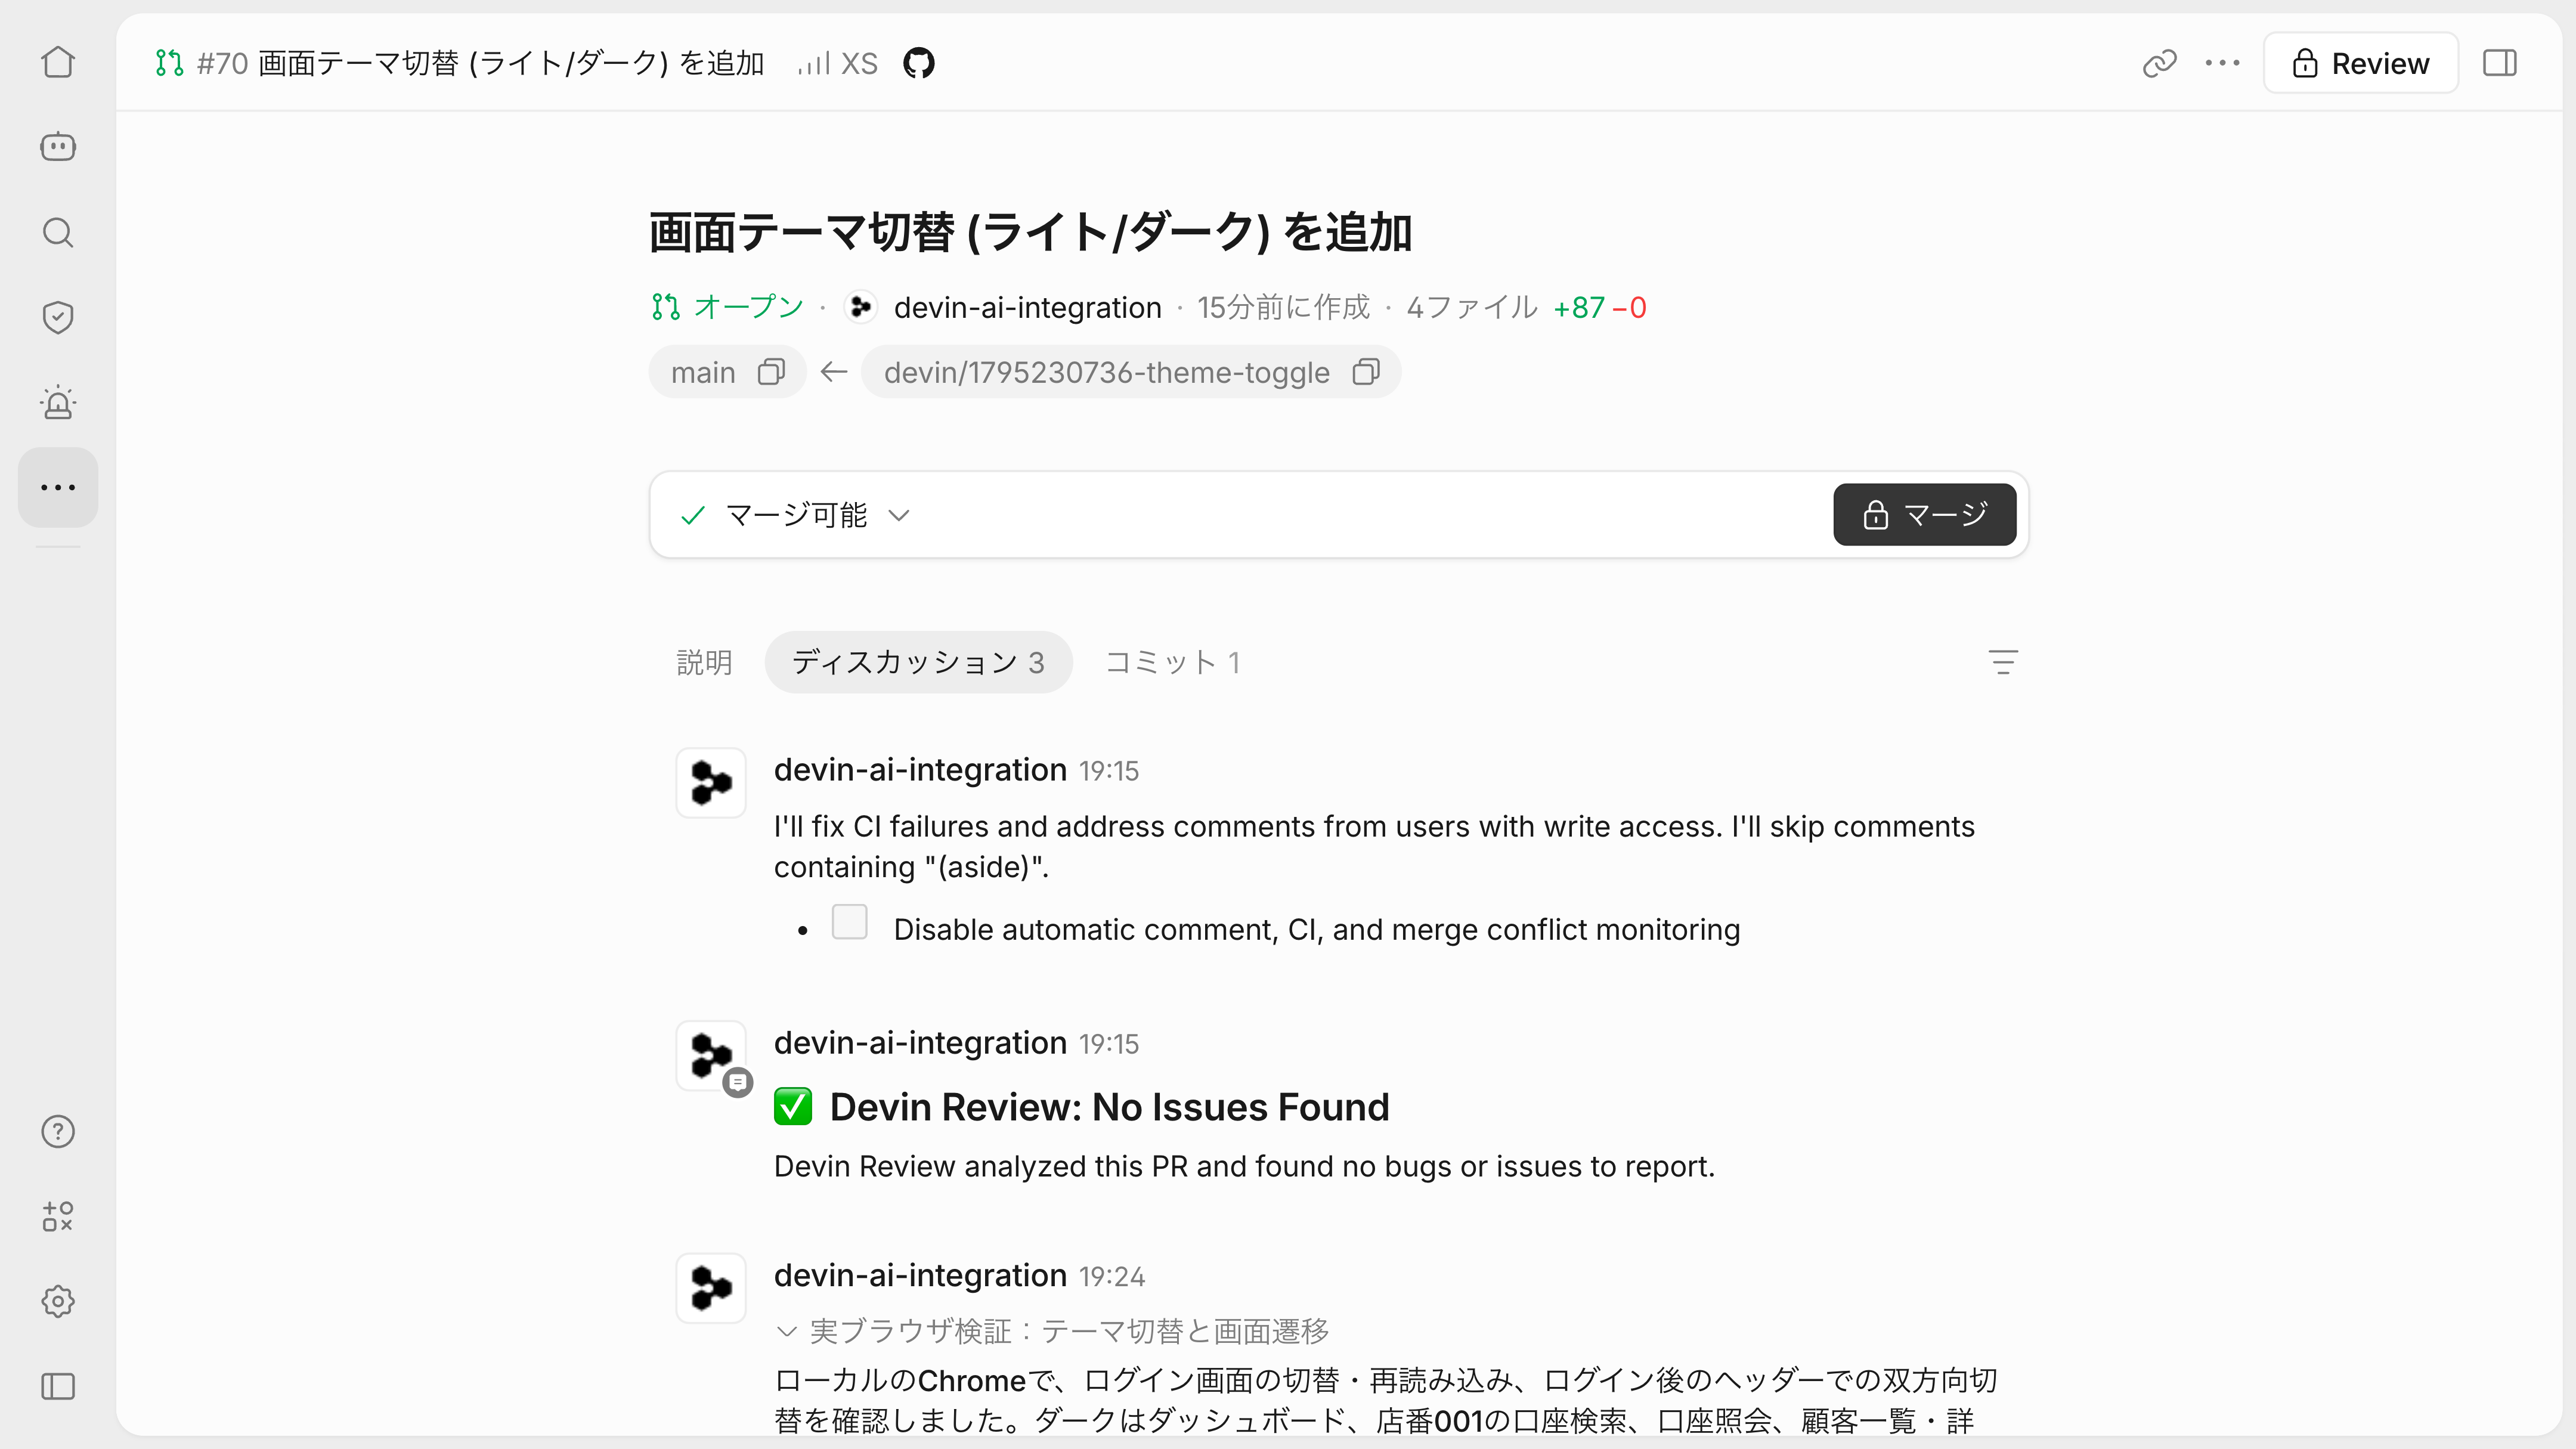 #70 画面テーマ切替 (ライト/ダーク) を追加 XS Review
画面テーマ切替 (ライト/ダーク) を追加
オープン · devin-ai-integration · 15分前に作成 · 4ファイル +87 −0
main ← devin/1795230736-theme-toggle
マージ可能 マージ
説明 ディスカッション 3 コミット 1
devin-ai-integration 19:15
I'll fix CI failures and address comments from users with write access. I'll skip comments
containing "(aside)".
• Disable automatic comment, CI, and merge conflict monitoring
devin-ai-integration 19:15
✅ Devin Review: No Issues Found
Devin Review analyzed this PR and found no bugs or issues to report.
devin-ai-integration 19:24
実ブラウザ検証：テーマ切替と画面遷移
ローカルのChromeで、ログイン画面の切替・再読み込み、ログイン後のヘッダーでの双方向切
替を確認しました。ダークはダッシュボード、店番001の口座検索、口座照会、顧客一覧・詳